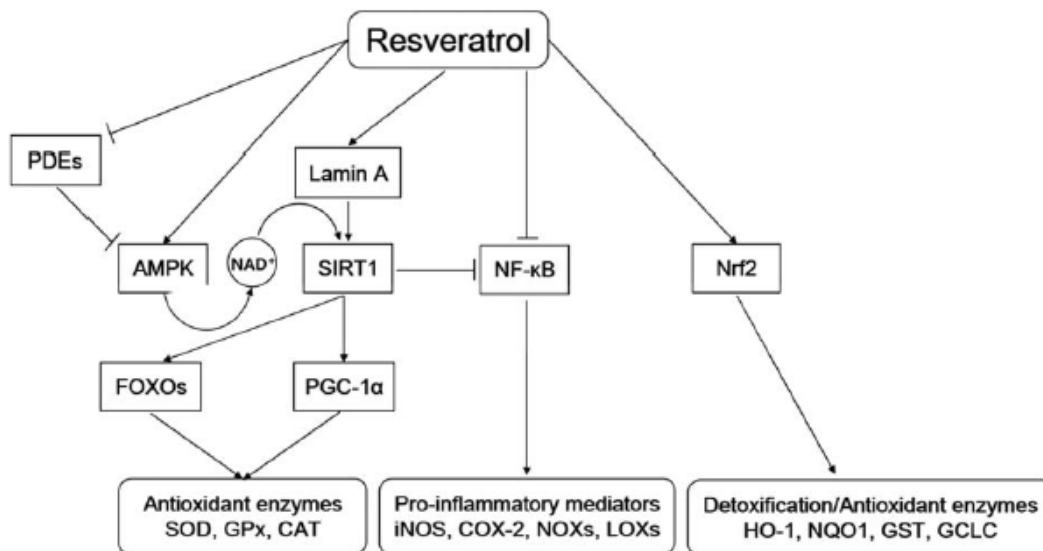 Resveratrol
PDEs
Lamin A
AMPK
NAD⁺
SIRT1
NF-κB
Nrf2
FOXOs
PGC-1α
Antioxidant enzymes
SOD, GPx, CAT
Pro-inflammatory mediators
iNOS, COX-2, NOXs, LOXs
Detoxification/Antioxidant enzymes
HO-1, NQO1, GST, GCLC